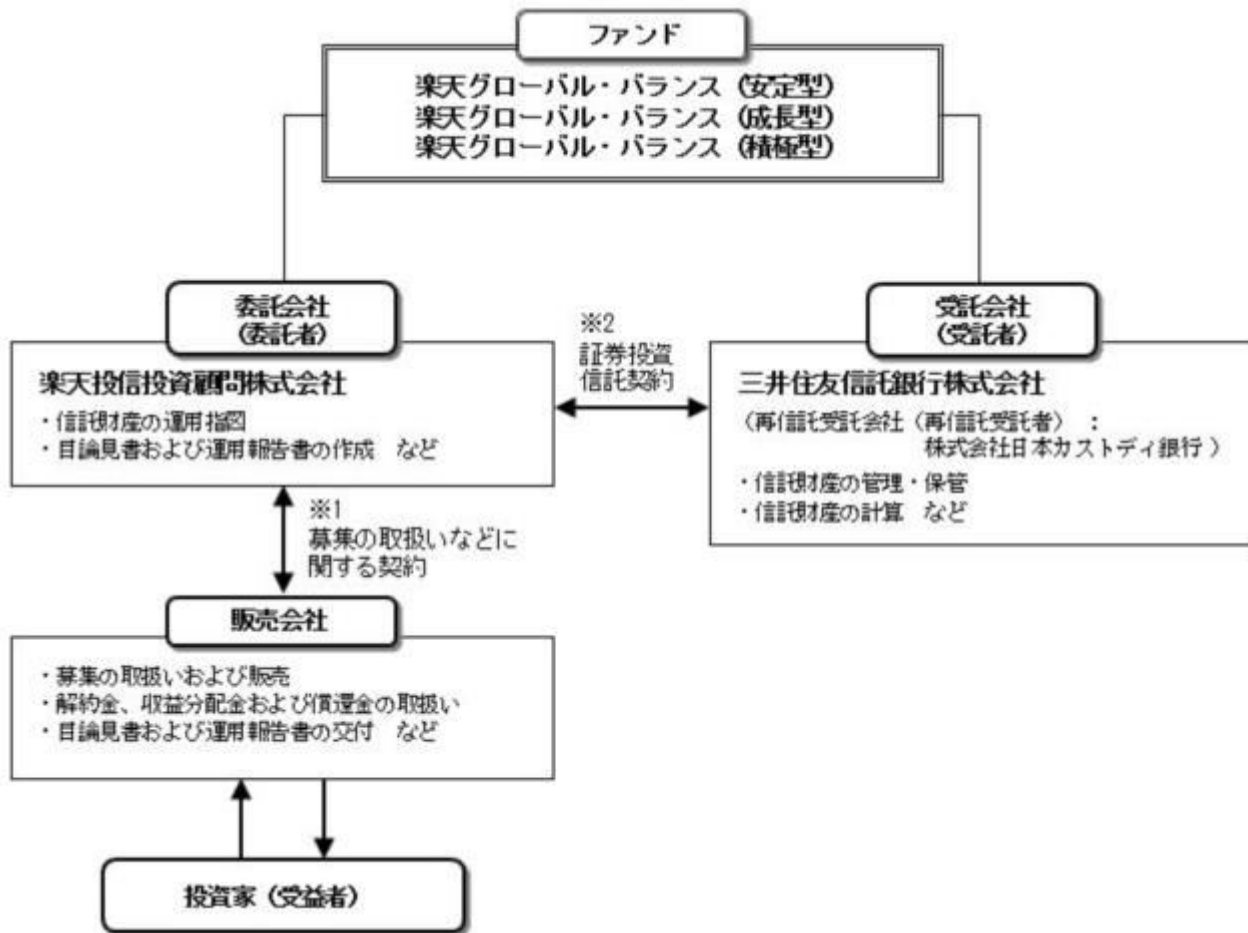 ファンド
楽天グローバル・バランス（安定型）
楽天グローバル・バランス（成長型）
楽天グローバル・バランス（積極型）
委託会社
（委託者）
楽天投信投資顧問株式会社
・信託財産の運用指図
・目論見書および運用報告書の作成　など
※2
証券投資
信託契約
受託会社
（受託者）
三井住友信託銀行株式会社
（再信託受託会社（再信託受託者）：
株式会社日本カストディ銀行）
・信託財産の管理・保管
・信託財産の計算　など
※1
募集の取扱いなどに
関する契約
販売会社
・募集の取扱いおよび販売
・解約金、収益分配金および償還金の取扱い
・目論見書および運用報告書の交付　など
投資家（受益者）